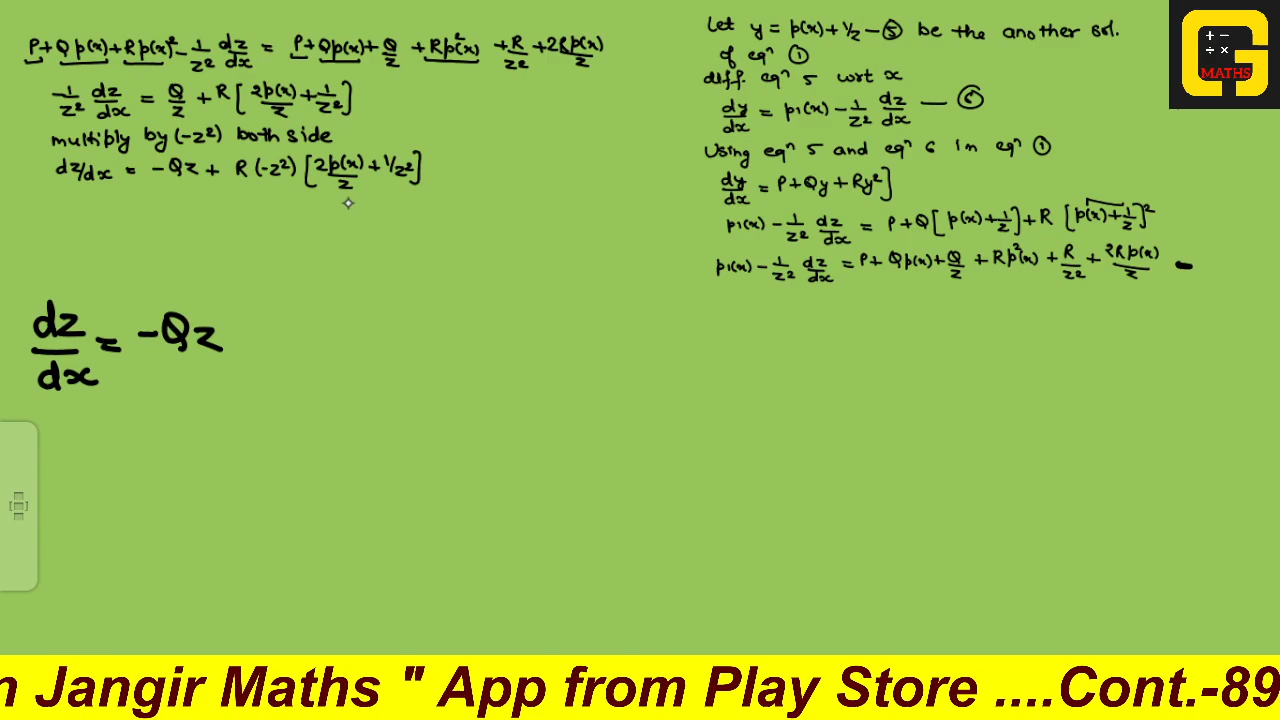 P+Qp(x)+Rp(x)²-1/z² dz/dx = P+Qp(x)+Q/z+Rp²(x)+R/z²+2Rp(x)/z
-1/z² dz/dx = Q/z + R[2p(x)/z+1/z²]
multiply by (-z²) both side
dz/dx = -Qz + R(-z²)[2p(x)/z+1/z²]
dz/dx = -Qz
Let y = p(x)+1/z -⑤ be the another sol.
of eqⁿ ①
diff. eqⁿ 5 wrt x
dy/dx = p1(x) - 1/z² dz/dx — ⑥
Using eqⁿ 5 and eqⁿ 6 in eqⁿ ①
dy/dx = P+Qy+Ry²]
p1(x) - 1/z² dz/dx = P+Q[p(x)+1/z]+R[p(x)+1/z]²
p1(x) - 1/z² dz/dx = P+Qp(x)+Q/z+Rp²(x)+R/z²+2Rp(x)/z -
+ −
÷ ×
MATHS
n Jangir Maths " App from Play Store ....Cont.-89